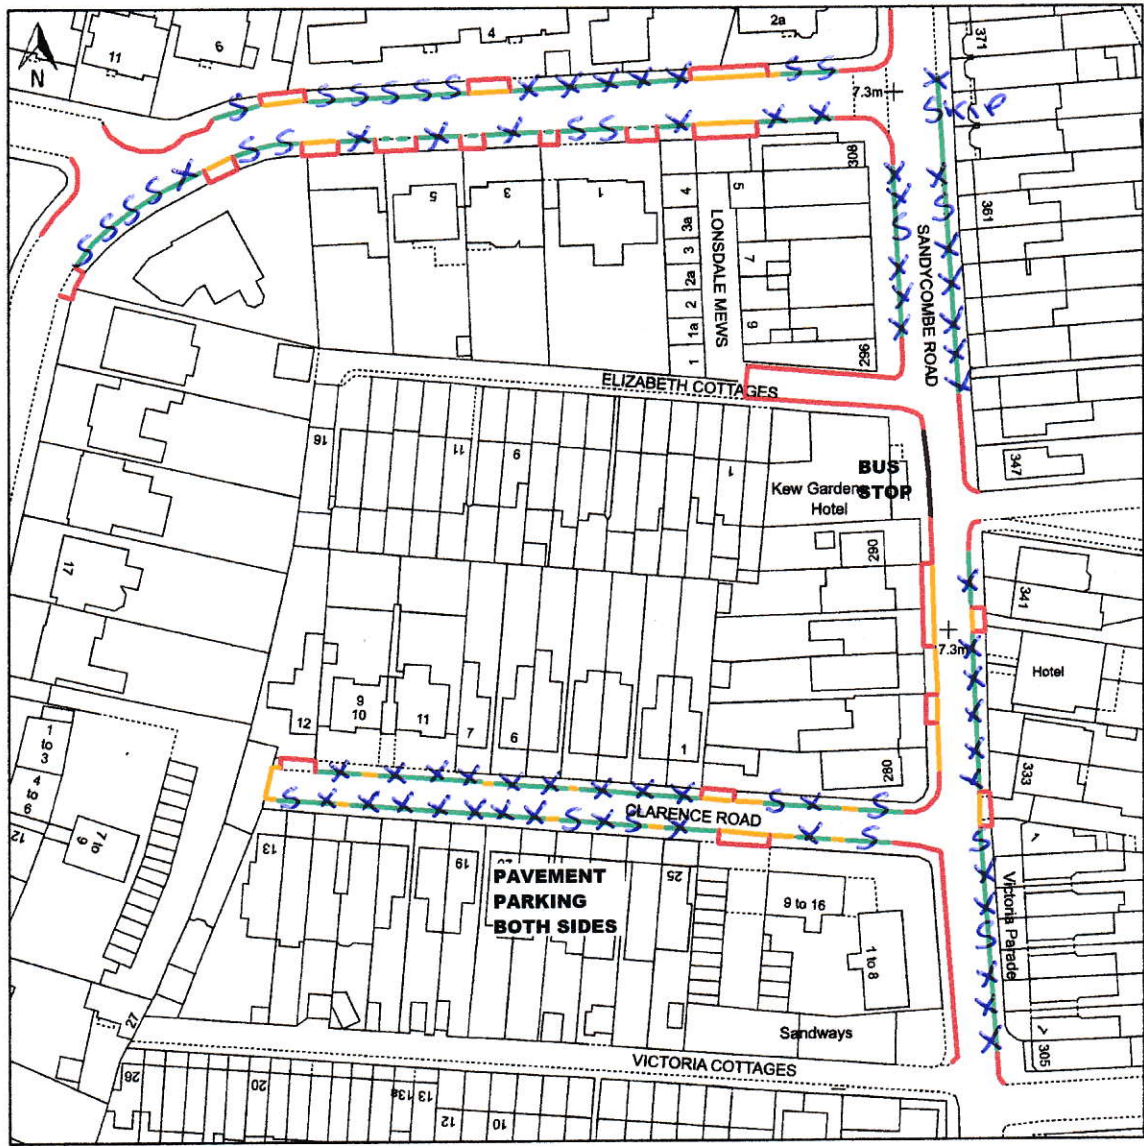 N
11
6
4
2a
371
S S S S S S X X X X X S S
7.3m
X
SKIP
S S X X X S S X X X
308
X X S X X X
X S X X X X X
361
SANDYCOMBE ROAD
S S S S X
5
3
1
4
3a
3
2a
2
1a
1
LONSDALE MEWS
5
7
9
296
ELIZABETH COTTAGES
347
16
11
9
1
BUS
STOP
Kew Gardens
Hotel
290
17
341
7.3m
Hotel
X
X X X X X
333
12
9
10
11
7
6
1
280
X X X X X X X X S X S
CLARENCE ROAD
S X X X X X X X S X S X X S
1
to
3
4
to
6
12
7 to
9
13
19
20
25
PAVEMENT
PARKING
BOTH SIDES
9 to 16
1 to 8
S X X S X X X
Victoria Parade
1
1
305
Sandways
27
VICTORIA COTTAGES
26
20
13a
13
12
10